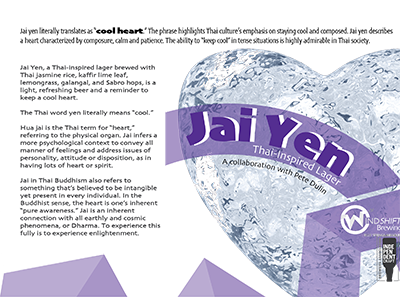 Jai yen literally translates as "cool heart." The phrase highlights Thai culture's emphasis on staying cool and composed. Jai yen describes
a heart characterized by composure, calm and patience. The ability to "keep cool" in tense situations is highly admirable in Thai society.
Jai Yen, a Thai-inspired lager brewed with
Thai jasmine rice, kaffir lime leaf,
lemongrass, galangal, and Sabro hops, is a
light, refreshing beer and a reminder to
keep a cool heart.
The Thai word yen literally means "cool."
Hua jai is the Thai term for "heart,"
referring to the physical organ. Jai infers a
more psychological context to convey all
manner of feelings and address issues of
personality, attitude or disposition, as in
having lots of heart or spirit.
Jai in Thai Buddhism also refers to
something that's believed to be intangible
yet present in every individual. In the
Buddhist sense, the heart is one's inherent
"pure awareness." Jai is an inherent
connection with all earthly and cosmic
phenomena, or Dharma. To experience this
fully is to experience enlightenment.
Jai Yen
Thai-Inspired Lager
A collaboration with Pete Dulin
WIND SHIFT
Brewing
INDE
PEN
DENT
CRAFT